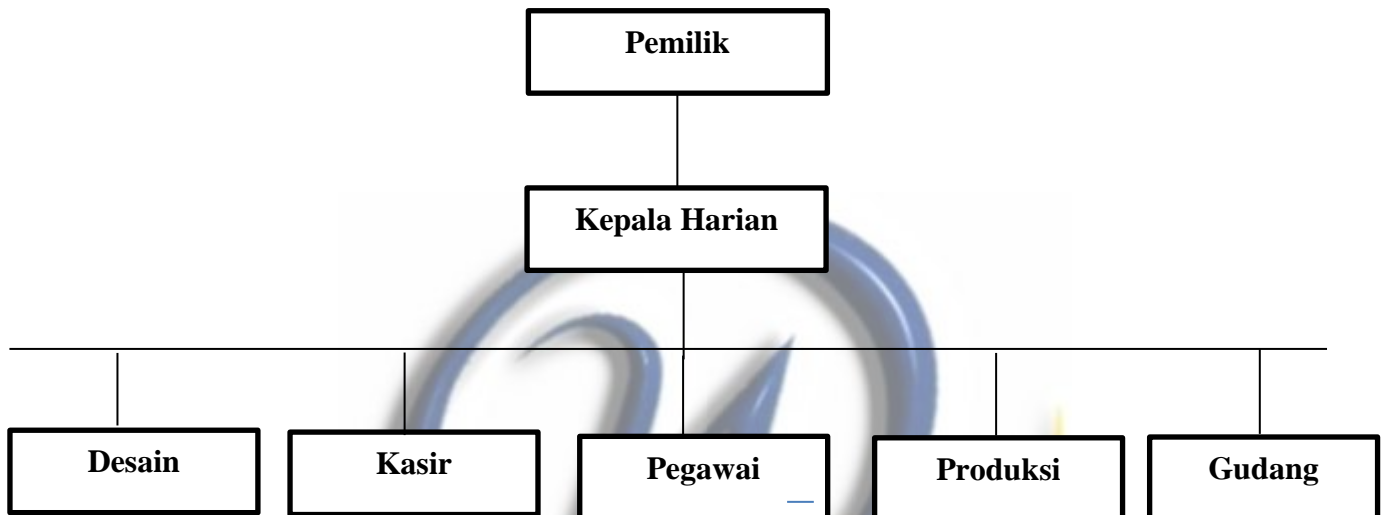 Pemilik
Kepala Harian
Desain
Kasir
Pegawai
Produksi
Gudang